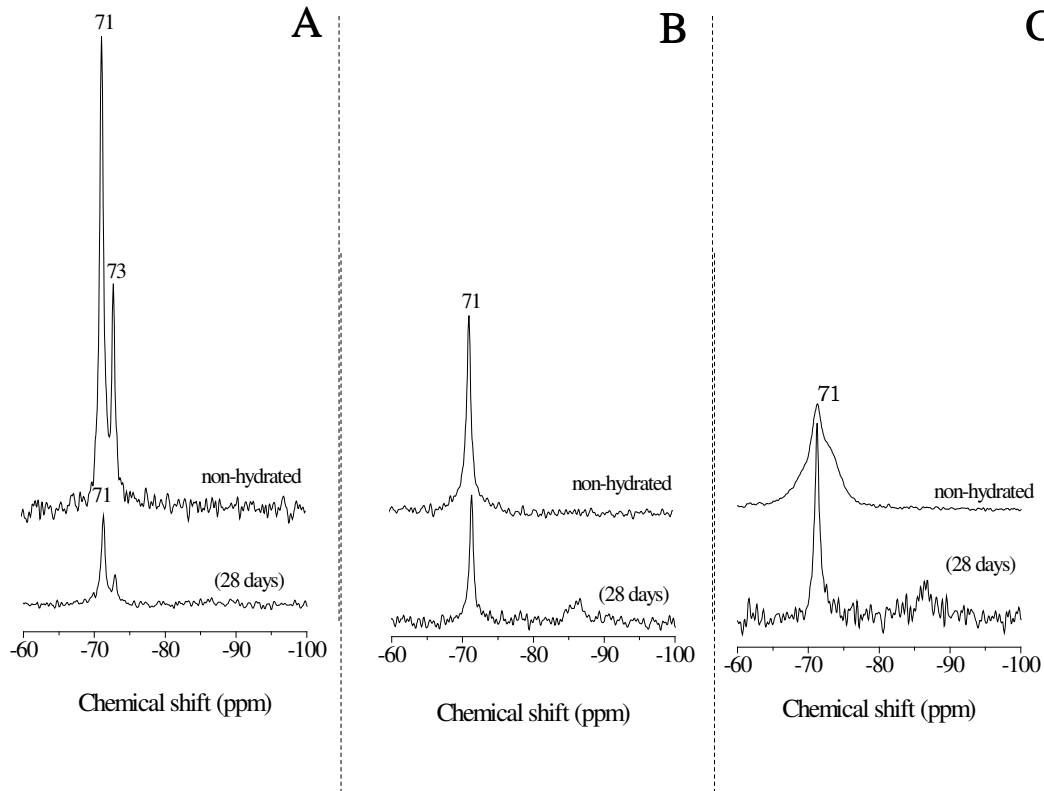 A
71
73
non-hydrated
71
(28 days)
-60 -70 -80 -90 -100
Chemical shift (ppm)
B
71
non-hydrated
(28 days)
-60 -70 -80 -90 -100
Chemical shift (ppm)
C
71
non-hydrated
(28 days)
-60 -70 -80 -90 -100
Chemical shift (ppm)